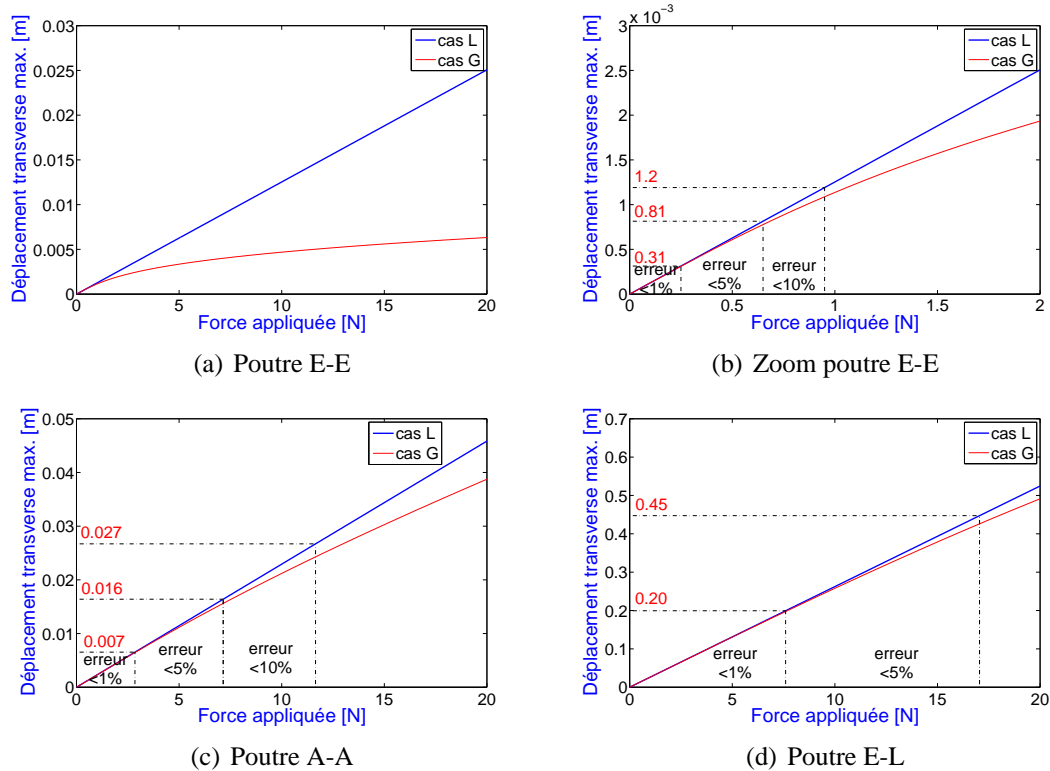 0.03
0.025
0.02
0.015
0.01
0.005
0
0
5
10
15
20
Déplacement transverse max. [m]
Force appliquée [N]
cas L
cas G
(a) Poutre E-E
x 10⁻³
3
2.5
2
1.5
1
0.5
0
0
0.5
1
1.5
2
Déplacement transverse max. [m]
Force appliquée [N]
cas L
cas G
1.2
0.81
0.31
erreur
<1%
erreur
<5%
erreur
<10%
(b) Zoom poutre E-E
0.05
0.04
0.03
0.02
0.01
0
0
5
10
15
20
Déplacement transverse max. [m]
Force appliquée [N]
cas L
cas G
0.027
0.016
0.007
erreur
<1%
erreur
<5%
erreur
<10%
(c) Poutre A-A
0.7
0.6
0.5
0.4
0.3
0.2
0.1
0
0
5
10
15
20
Déplacement transverse max. [m]
Force appliquée [N]
cas L
cas G
0.45
0.20
erreur
<1%
erreur
<5%
(d) Poutre E-L